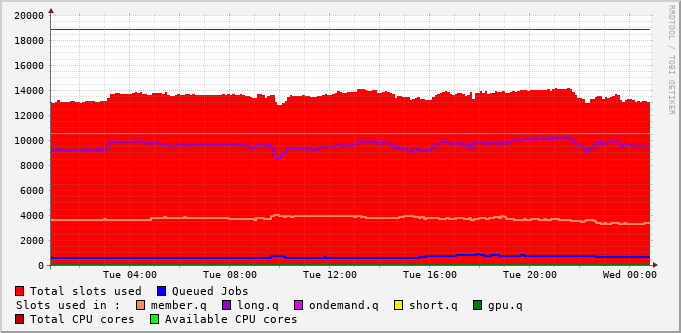 20000
18000
16000
14000
12000
10000
8000
6000
4000
2000
0
Tue 04:00 Tue 08:00 Tue 12:00 Tue 16:00 Tue 20:00 Wed 00:00
RRDTOOL / TOBI OETIKER
Total slots used Queued Jobs
Slots used in : member.q long.q ondemand.q short.q gpu.q
Total CPU cores Available CPU cores